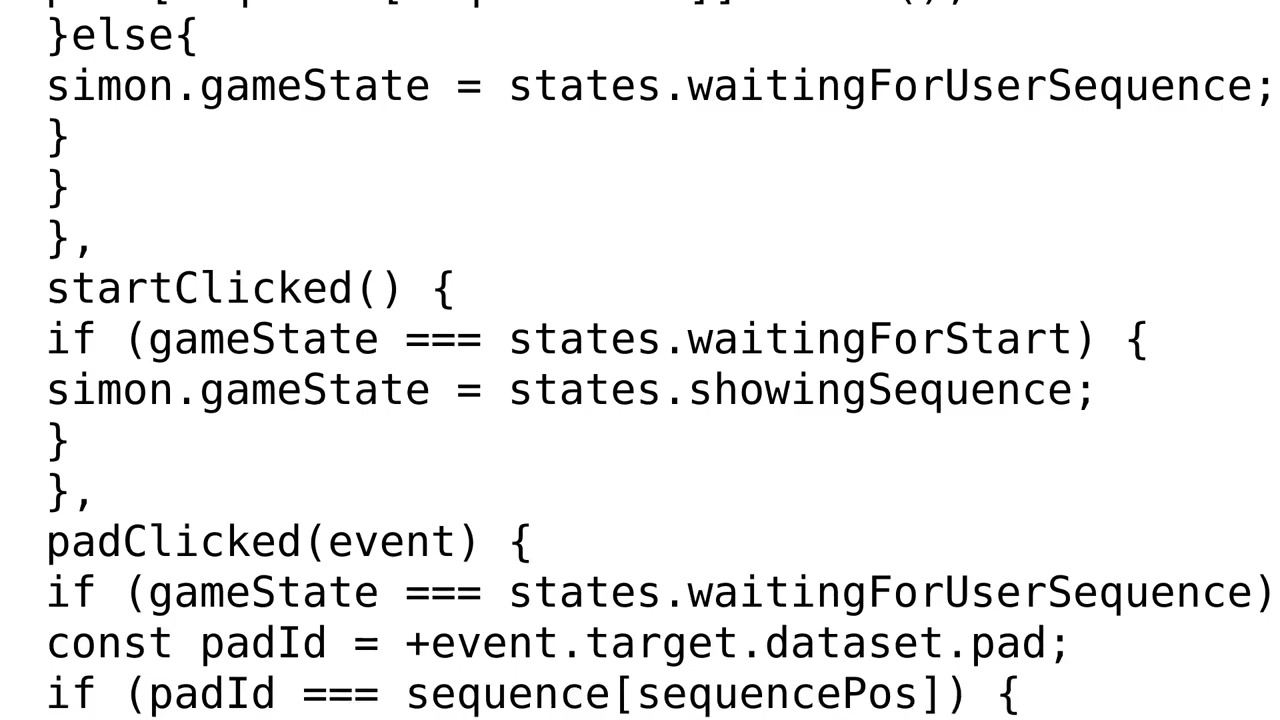 }else{
simon.gameState = states.waitingForUserSequence;
}
}
},
startClicked() {
if (gameState === states.waitingForStart) {
simon.gameState = states.showingSequence;
}
},
padClicked(event) {
if (gameState === states.waitingForUserSequence)
const padId = +event.target.dataset.pad;
if (padId === sequence[sequencePos]) {